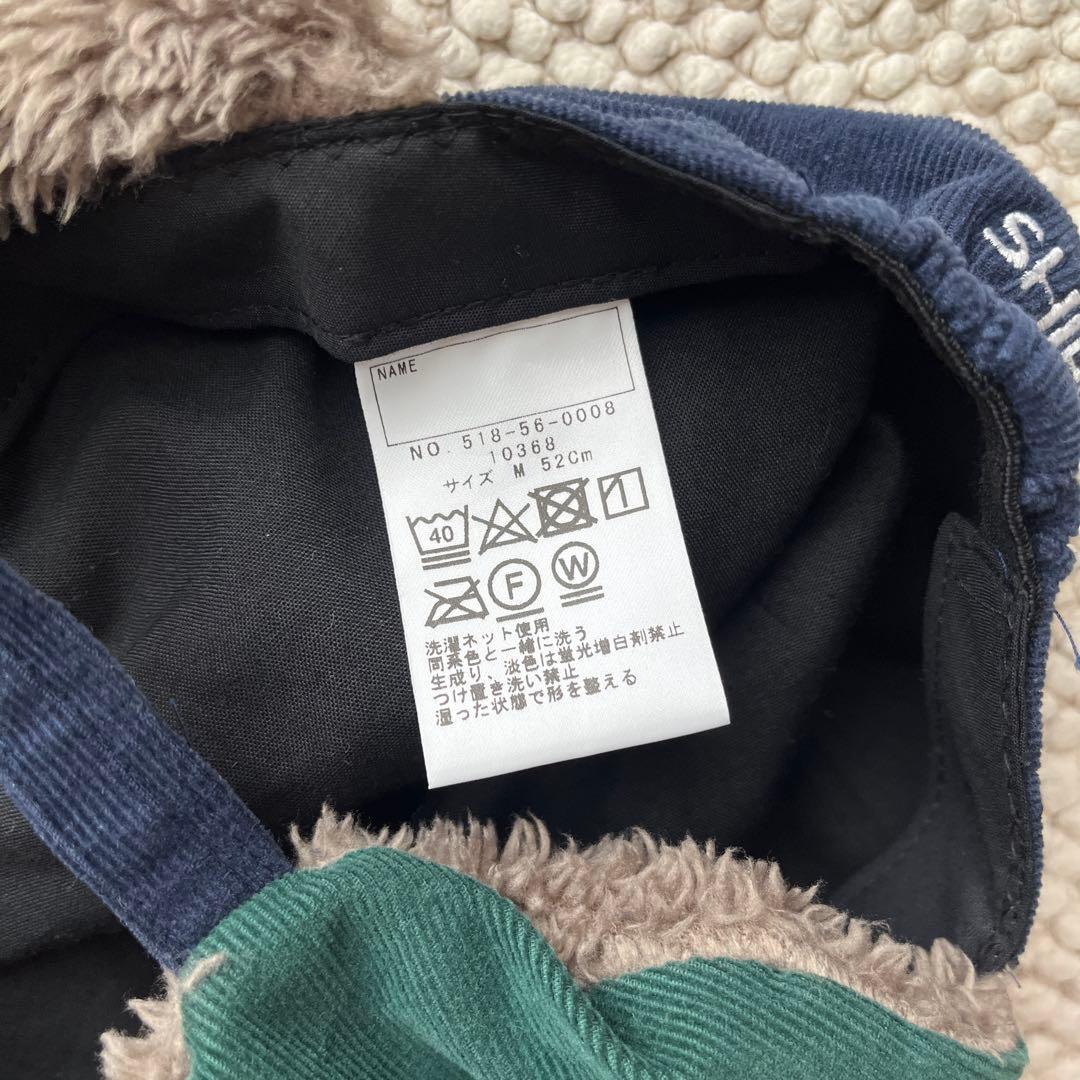 NAME
NO. 518-56-0008
10368
サイズ M 52Cm
40
1
F
W
洗濯ネット使用
同系色と一緒に洗う
生成り、淡色は蛍光増白剤禁止
つけ置き洗い禁止
湿った状態で形を整える